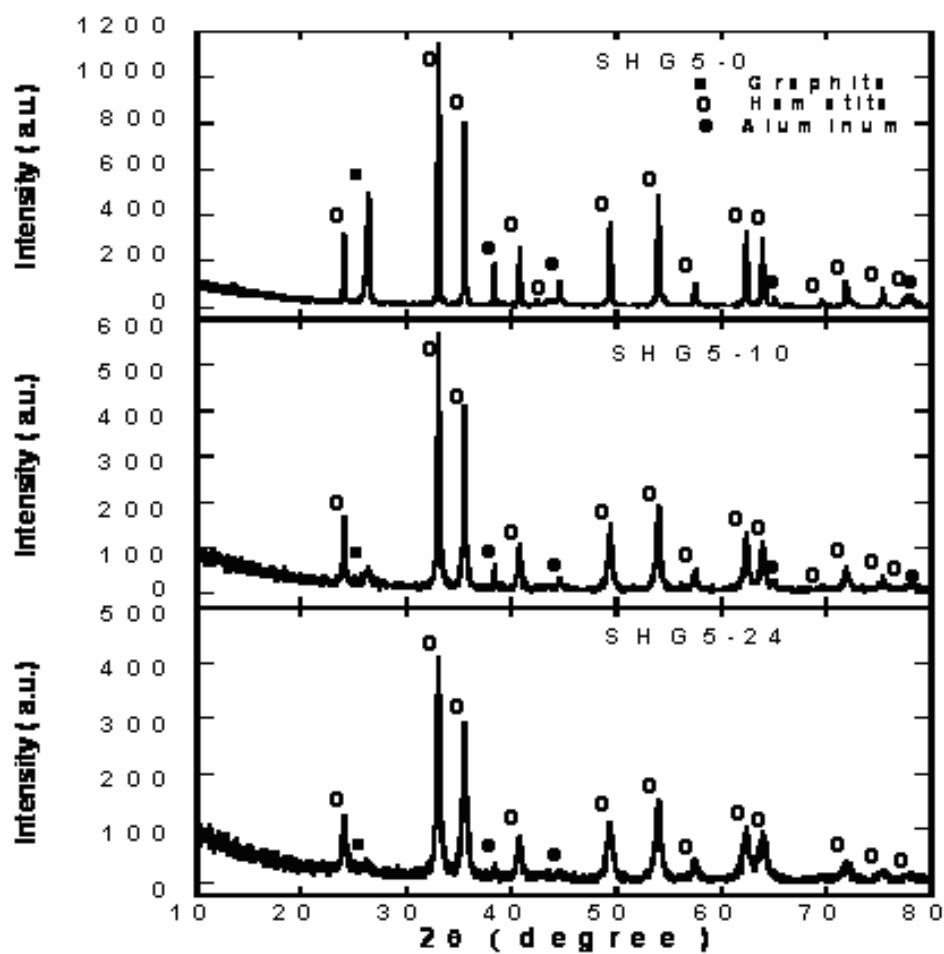 1200
1000
800
600
400
200
0
Intensity (a.u)
SHG5-0
■ Graphite
O Hematite
● Aluminum
600
500
400
300
200
100
0
Intensity (a.u.)
SHG5-10
500
400
300
200
100
0
Intensity (a.u.)
SHG5-24
10 20 30 40 50 60 70 80
2θ (degree)